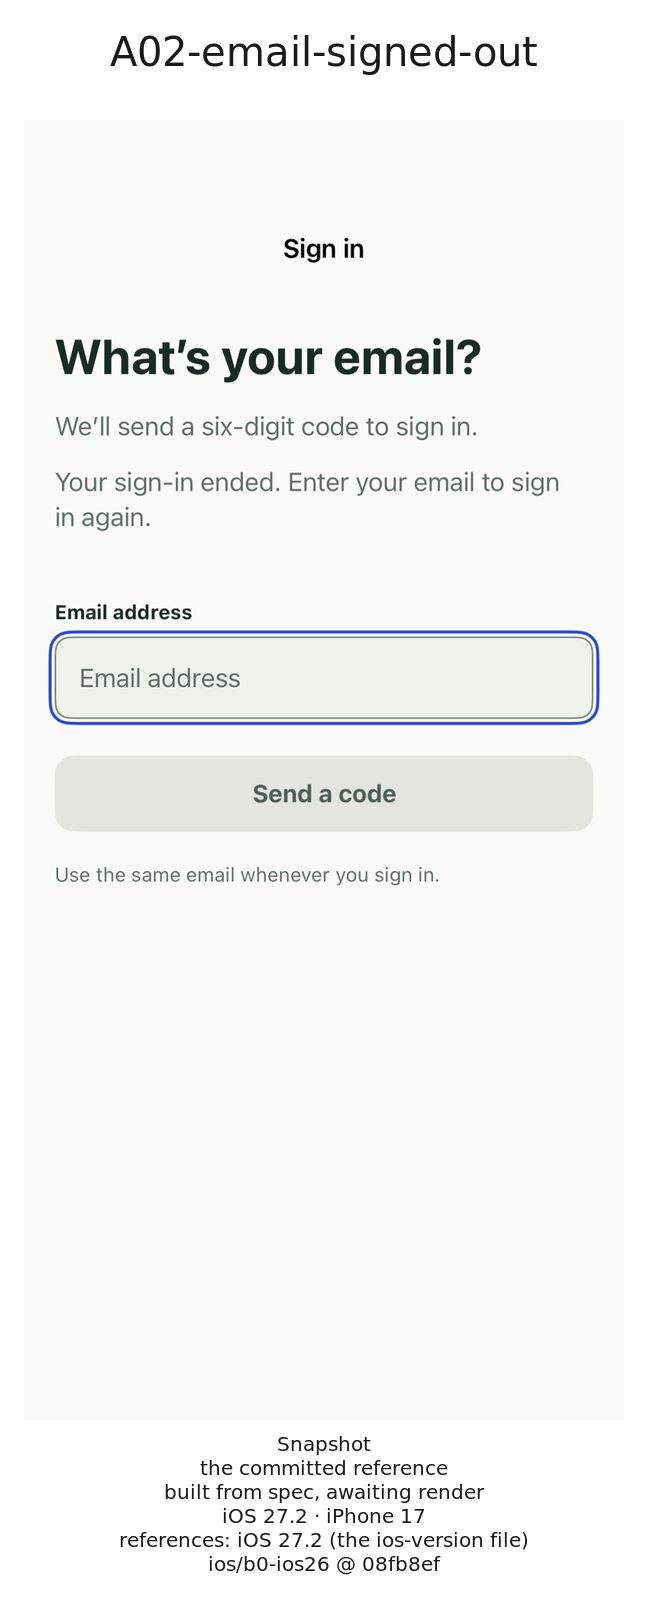 A02-email-signed-out
Sign in
What’s your email?
We’ll send a six-digit code to sign in.
Your sign-in ended. Enter your email to sign
in again.
Email address
Email address
Send a code
Use the same email whenever you sign in.
Snapshot
the committed reference
built from spec, awaiting render
iOS 27.2 · iPhone 17
references: iOS 27.2 (the ios-version file)
ios/b0-ios26 @ 08fb8ef